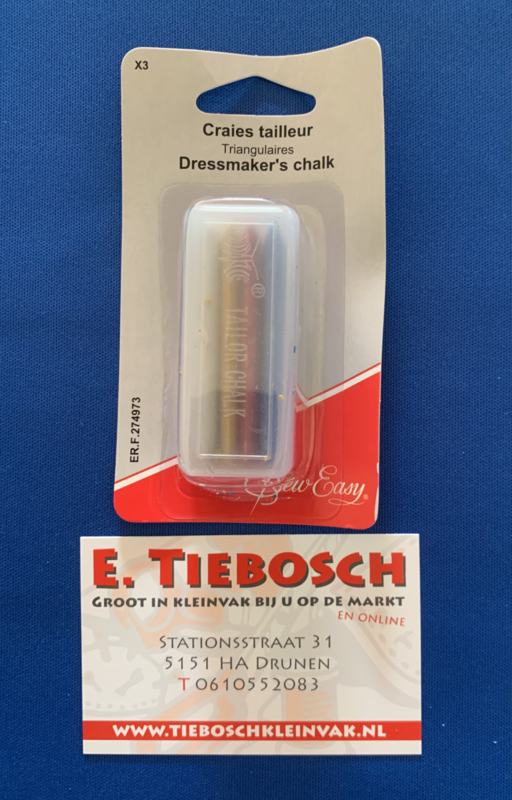 X3
Craies tailleur
Triangulaires
Dressmaker's chalk
® TAILOR CHALK
ER.F.274973
Sew Easy®
E. TIEBOSCH
GROOT IN KLEINVAK BIJ U OP DE MARKT
EN ONLINE
STATIONSSTRAAT 31
5151 HA DRUNEN
T 0610552083
WWW.TIEBOSCHKLEINVAK.NL